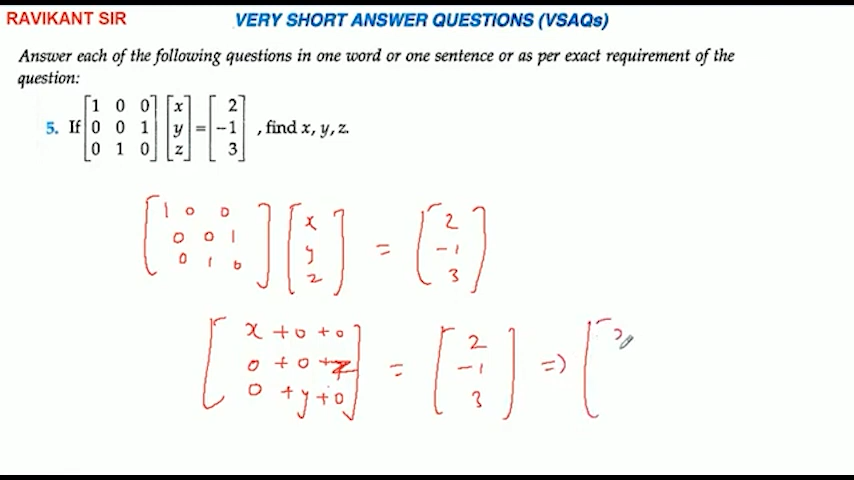 RAVIKANT SIR
VERY SHORT ANSWER QUESTIONS (VSAQs)
Answer each of the following questions in one word or one sentence or as per exact requirement of the
question:
5. If [1 0 0] [x] = [2] , find x, y, z.
[0 0 1] [y] [-1]
[0 1 0] [z] [3]
[1 0 0] [x] = [2]
[0 0 1] [y] [-1]
[0 1 0] [z] [3]
[x + 0 + 0] = [2] ⇒ [
[0 + 0 + z] [-1]
[0 + y + 0] [3]